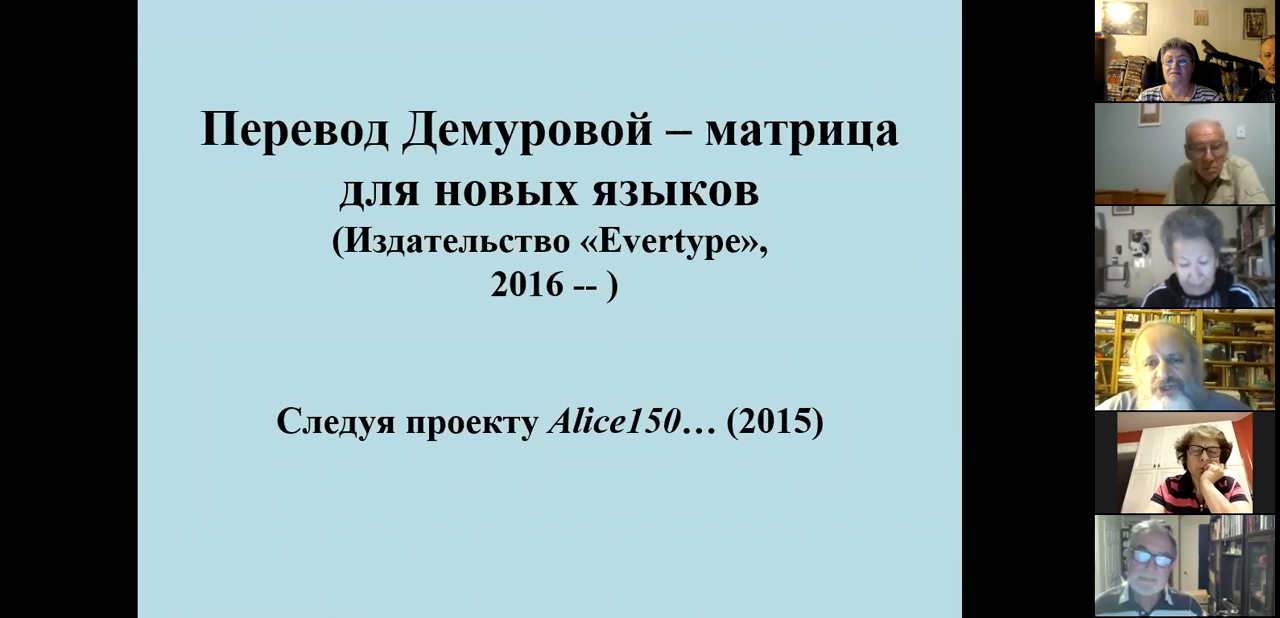 Перевод Демуровой – матрица
для новых языков
(Издательство «Evertype»,
2016 -- )
Следуя проекту Alice150… (2015)